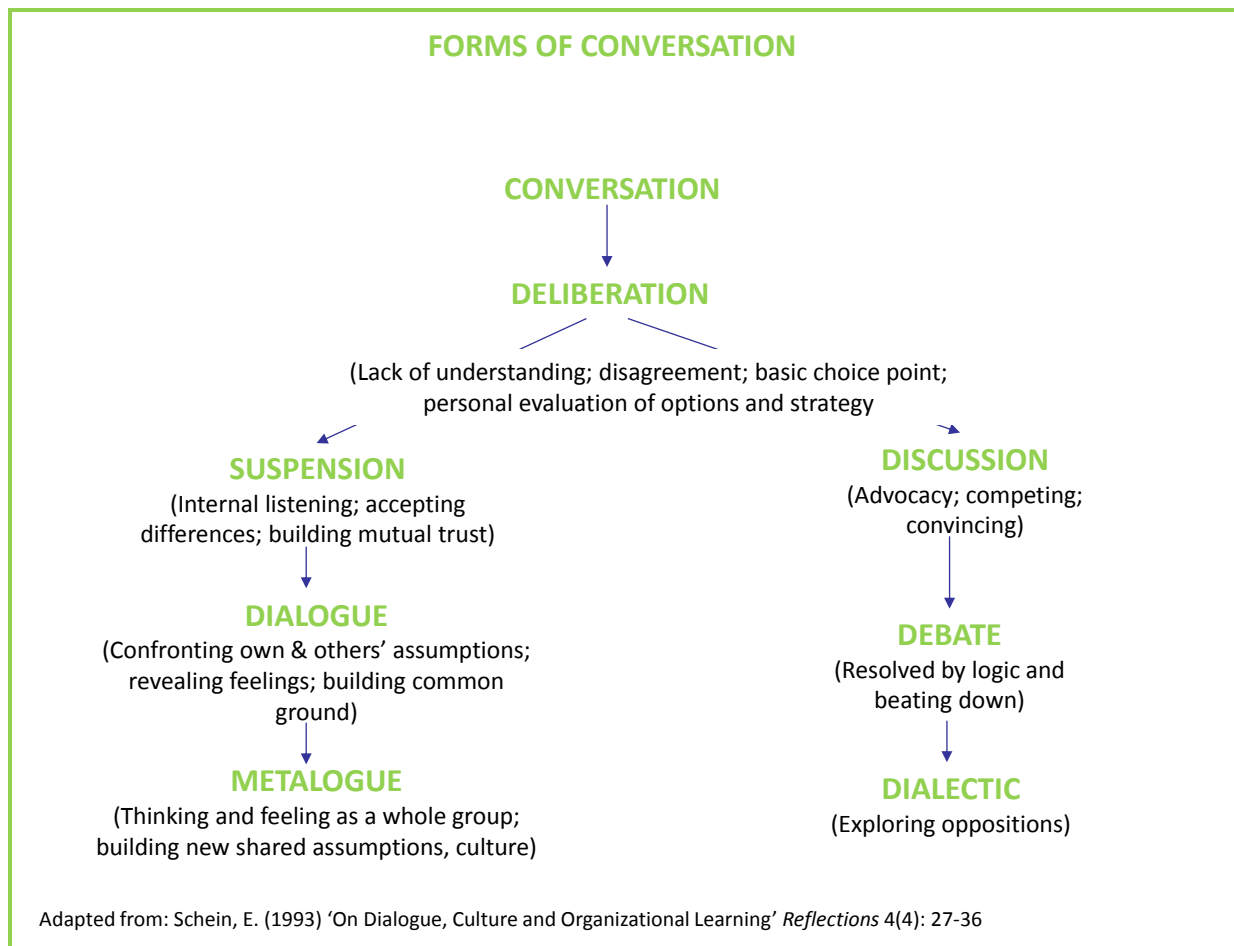 FORMS OF CONVERSATION
CONVERSATION
DELIBERATION
(Lack of understanding; disagreement; basic choice point;
personal evaluation of options and strategy
SUSPENSION
(Internal listening; accepting
differences; building mutual trust)
DIALOGUE
(Confronting own & others’ assumptions;
revealing feelings; building common
ground)
METALOGUE
(Thinking and feeling as a whole group;
building new shared assumptions, culture)
DISCUSSION
(Advocacy; competing;
convincing)
DEBATE
(Resolved by logic and
beating down)
DIALECTIC
(Exploring oppositions)
Adapted from: Schein, E. (1993) ‘On Dialogue, Culture and Organizational Learning’ Reflections 4(4): 27-36